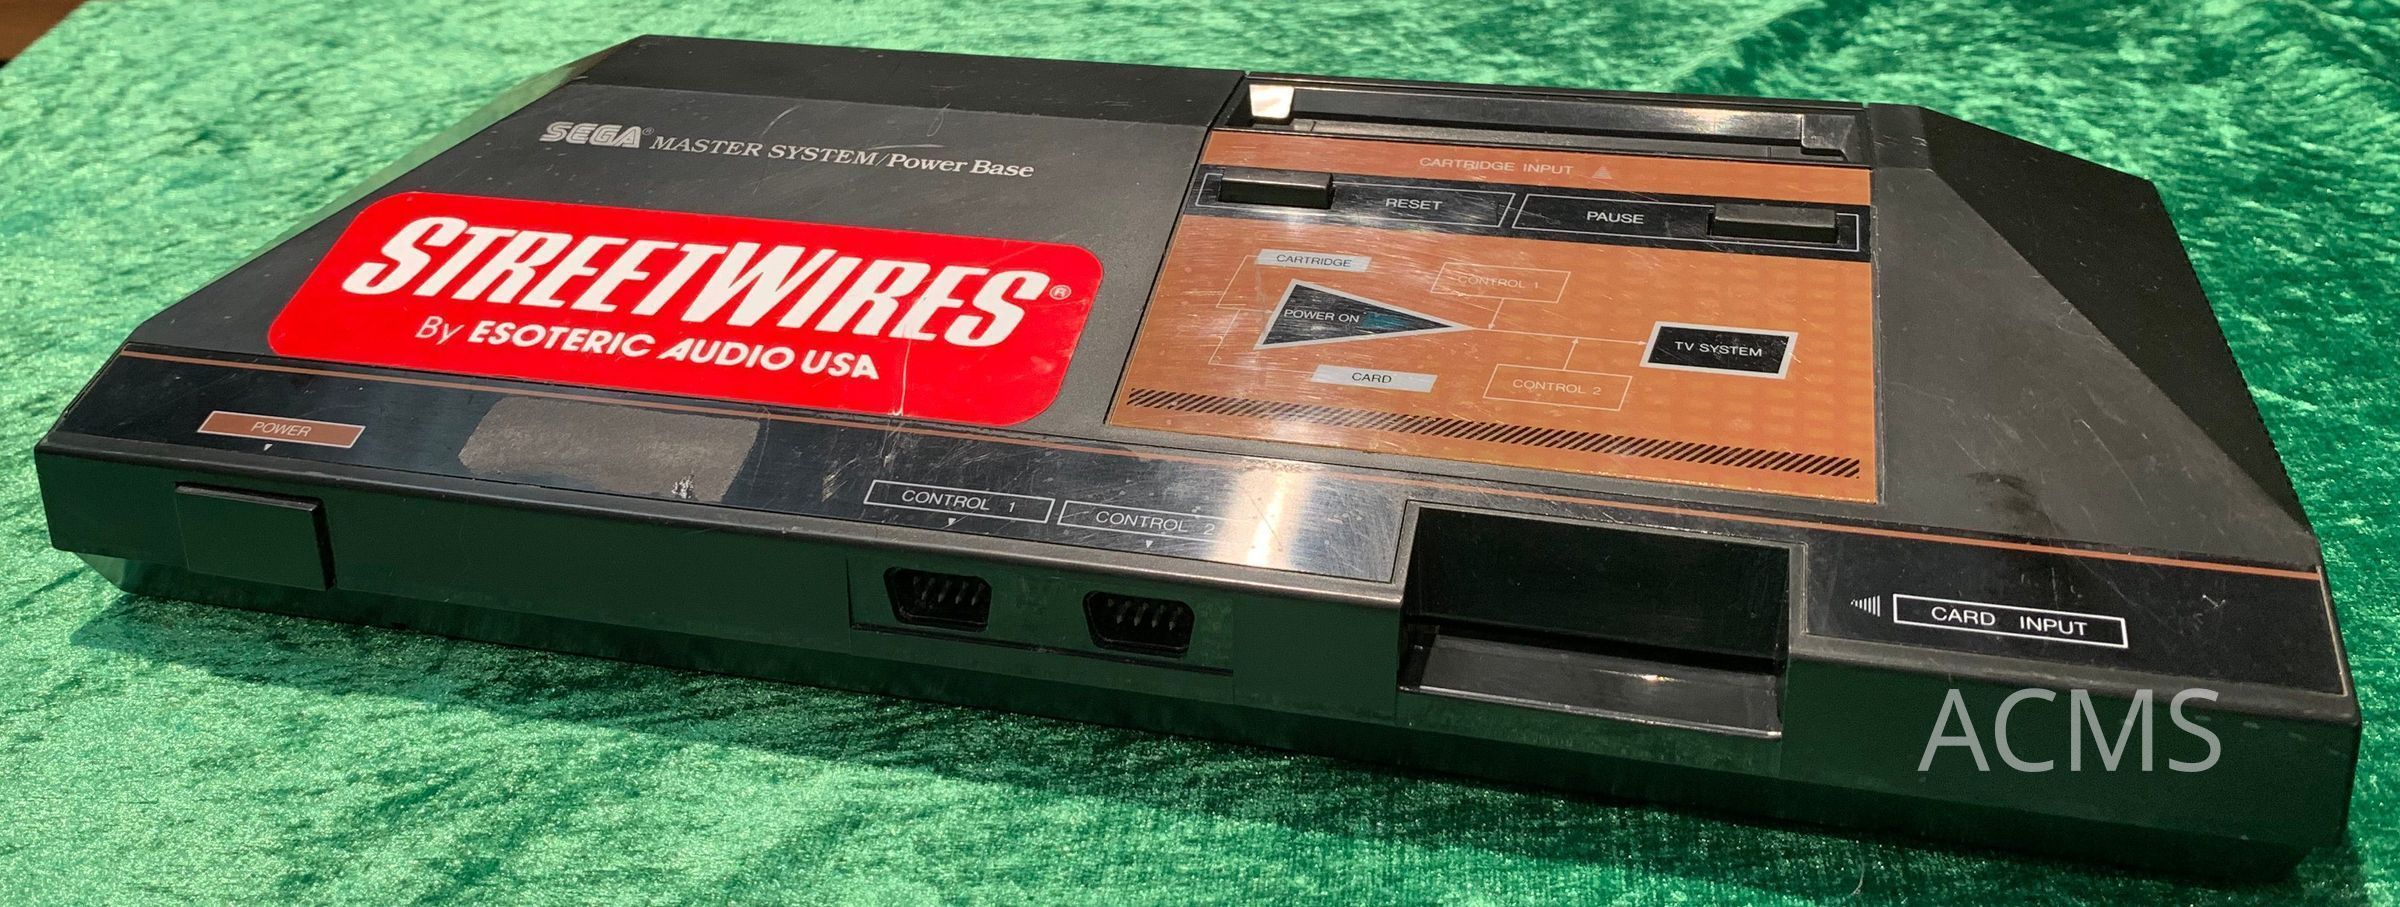 SEGA® MASTER SYSTEM/Power Base
STREETWIRES®
By ESOTERIC AUDIO USA
CARTRIDGE INPUT
RESET
PAUSE
CARTRIDGE
CONTROL 1
POWER ON
TV SYSTEM
CARD
CONTROL 2
POWER
CONTROL 1
CONTROL 2
CARD INPUT
ACMS